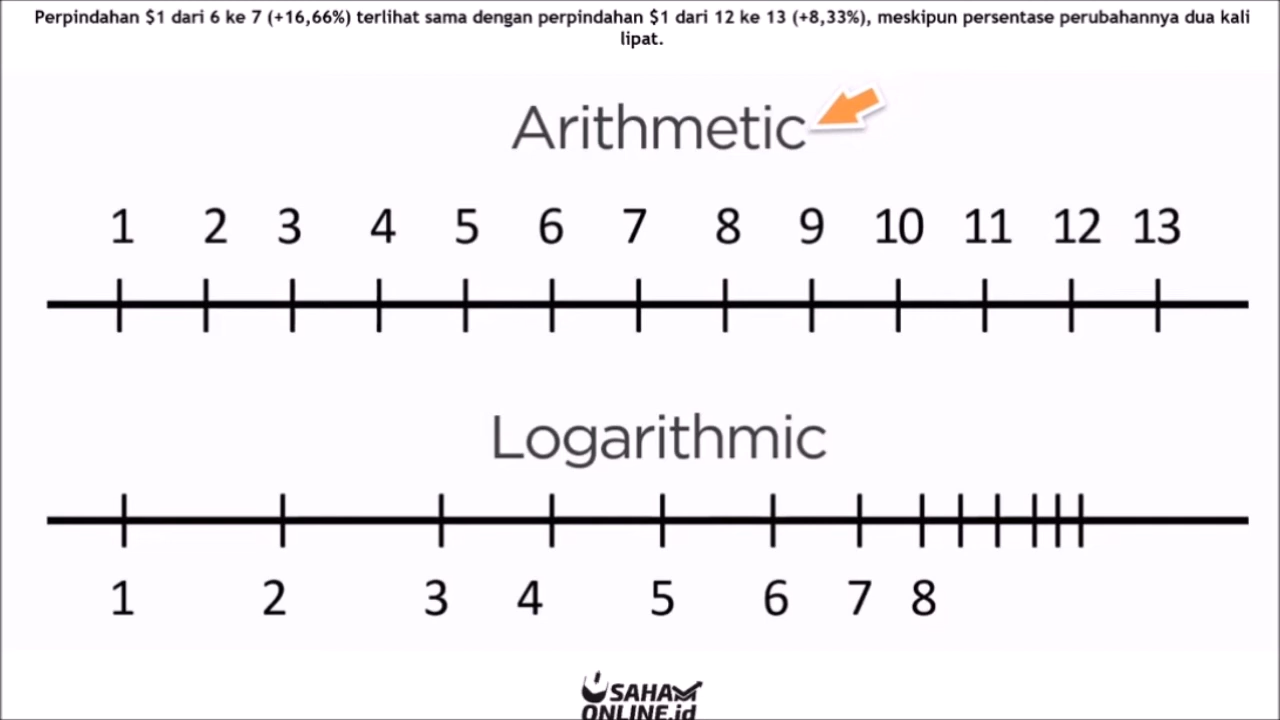 Perpindahan $1 dari 6 ke 7 (+16,66%) terlihat sama dengan perpindahan $1 dari 12 ke 13 (+8,33%), meskipun persentase perubahannya dua kali
lipat.
Arithmetic
1 2 3 4 5 6 7 8 9 10 11 12 13
Logarithmic
1 2 3 4 5 6 7 8
SAHAM
ONLINE.id